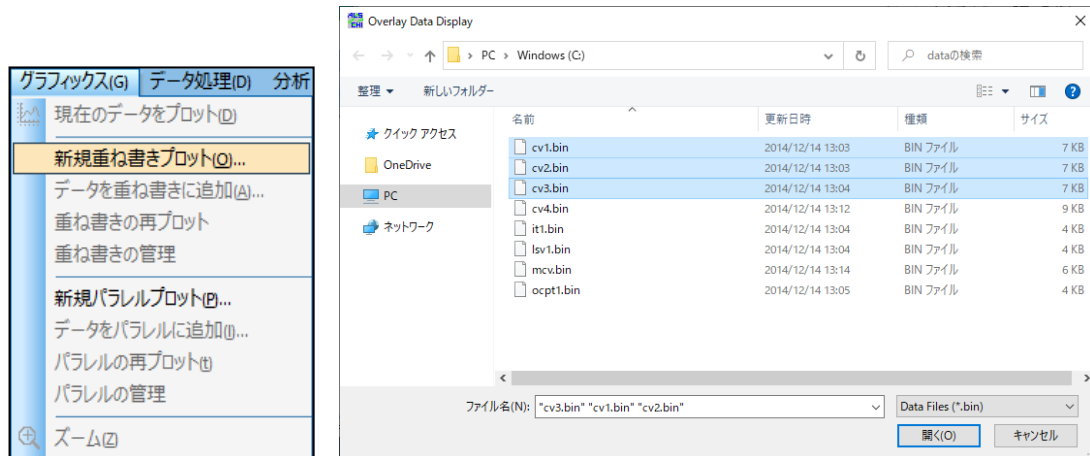 グラフィックス(G) データ処理(D) 分析
現在のデータをプロット(D)
新規重ね書きプロット(O)...
データを重ね書きに追加(A)...
重ね書きの再プロット
重ね書きの管理
新規パラレルプロット(P)...
データをパラレルに追加(I)...
パラレルの再プロット(t)
パラレルの管理
ズーム(Z)
ALS CHI Overlay Data Display
PC › Windows (C:)
dataの検索
整理 新しいフォルダー
名前 更新日時 種類 サイズ
クイック アクセス
OneDrive
PC
ネットワーク
cv1.bin 2014/12/14 13:03 BIN ファイル 7 KB
cv2.bin 2014/12/14 13:03 BIN ファイル 7 KB
cv3.bin 2014/12/14 13:04 BIN ファイル 7 KB
cv4.bin 2014/12/14 13:12 BIN ファイル 9 KB
it1.bin 2014/12/14 13:04 BIN ファイル 4 KB
lsv1.bin 2014/12/14 13:04 BIN ファイル 4 KB
mcv.bin 2014/12/14 13:14 BIN ファイル 6 KB
ocpt1.bin 2014/12/14 13:05 BIN ファイル 4 KB
ファイル名(N): "cv3.bin" "cv1.bin" "cv2.bin" Data Files (*.bin)
開く(O) キャンセル